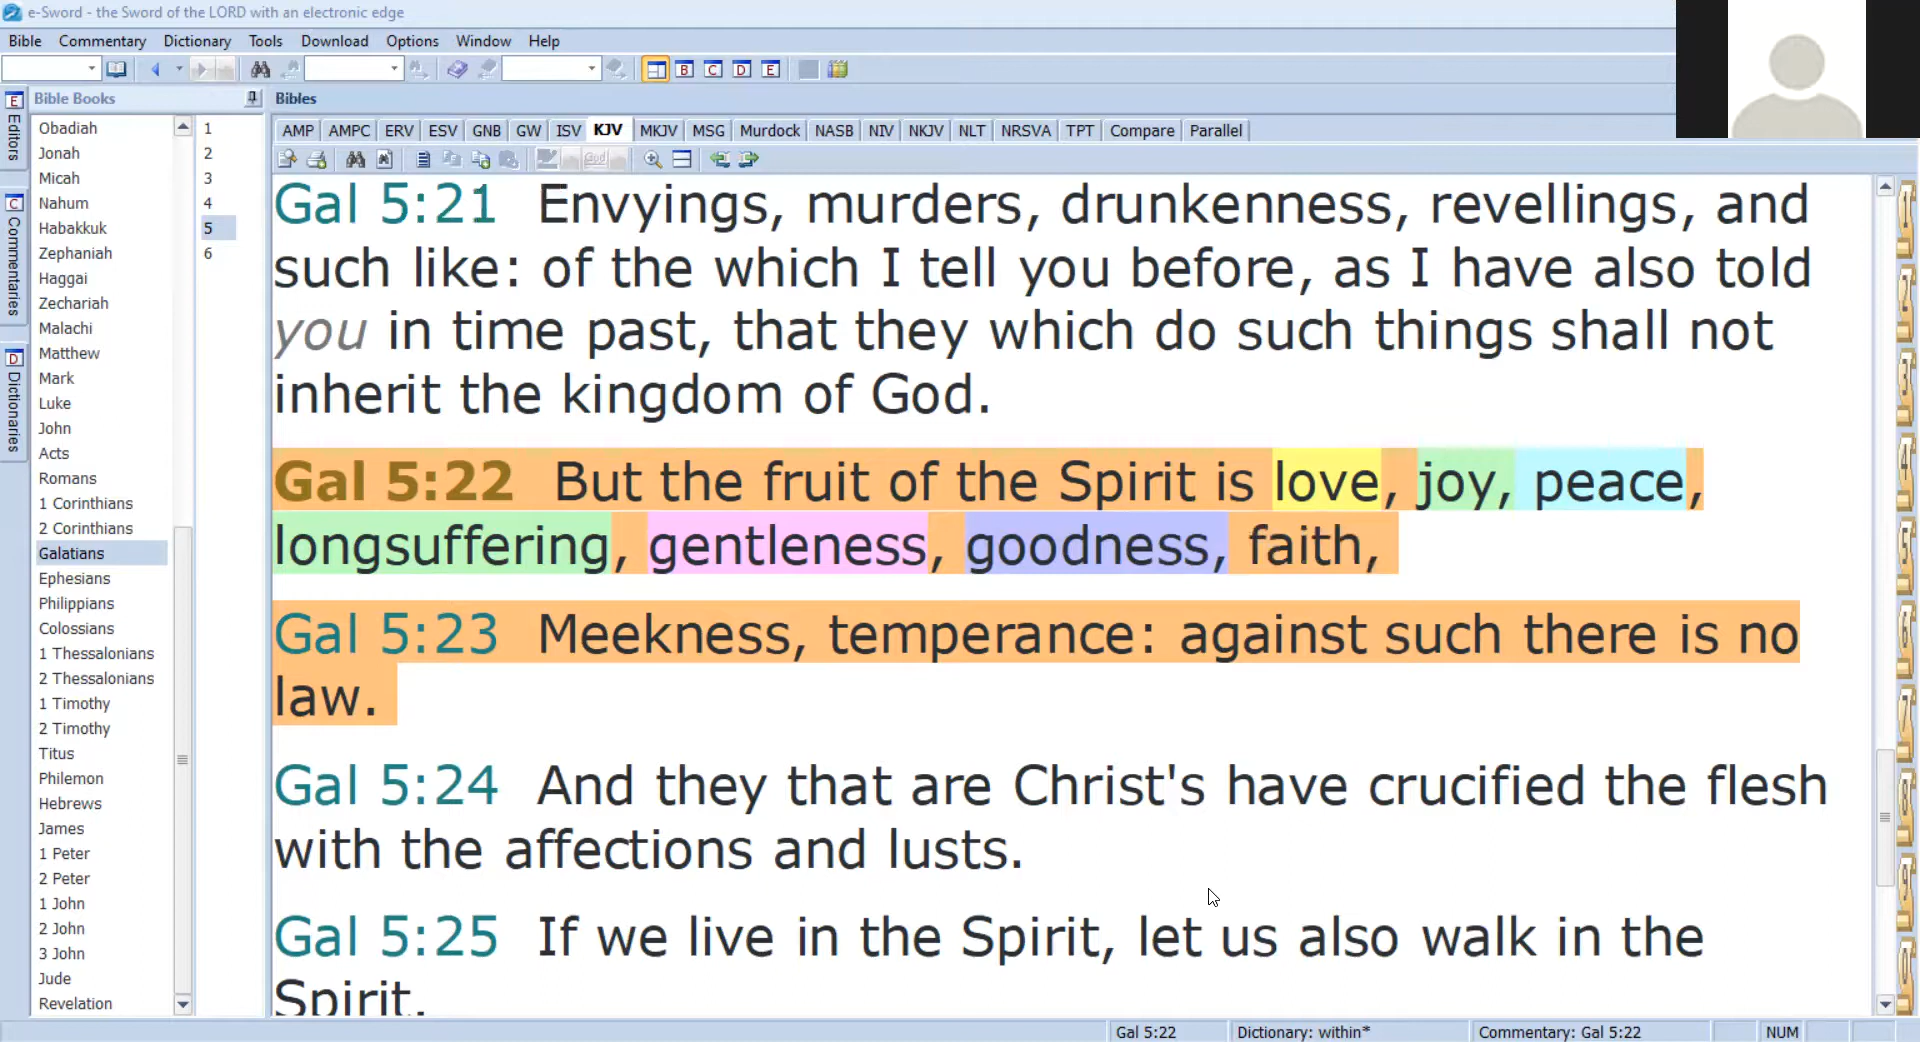 e-Sword - the Sword of the LORD with an electronic edge
Bible Commentary Dictionary Tools Download Options Window Help
B C D E
Bible Books
Bibles
E Editors
C Commentaries
D Dictionaries
Obadiah
Jonah
Micah
Nahum
Habakkuk
Zephaniah
Haggai
Zechariah
Malachi
Matthew
Mark
Luke
John
Acts
Romans
1 Corinthians
2 Corinthians
Galatians
Ephesians
Philippians
Colossians
1 Thessalonians
2 Thessalonians
1 Timothy
2 Timothy
Titus
Philemon
Hebrews
James
1 Peter
2 Peter
1 John
2 John
3 John
Jude
Revelation
1
2
3
4
5
6
AMP AMPC ERV ESV GNB GW ISV KJV MKJV MSG Murdock NASB NIV NKJV NLT NRSVA TPT Compare Parallel
God
Gal 5:21 Envyings, murders, drunkenness, revellings, and
such like: of the which I tell you before, as I have also told
you in time past, that they which do such things shall not
inherit the kingdom of God.
Gal 5:22 But the fruit of the Spirit is love, joy, peace,
longsuffering, gentleness, goodness, faith,
Gal 5:23 Meekness, temperance: against such there is no
law.
Gal 5:24 And they that are Christ's have crucified the flesh
with the affections and lusts.
Gal 5:25 If we live in the Spirit, let us also walk in the
Spirit.
Gal 5:22
Dictionary: within*
Commentary: Gal 5:22
NUM